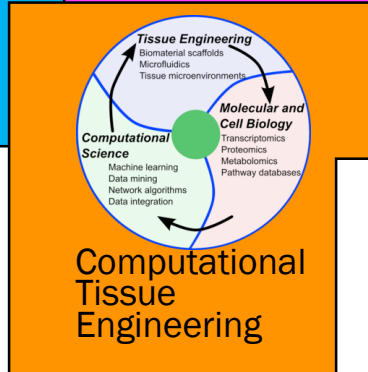 Tissue Engineering
Biomaterial scaffolds
Microfluidics
Tissue microenvironments
Molecular and
Cell Biology
Transcriptomics
Proteomics
Metabolomics
Pathway databases
Computational
Science
Machine learning
Data mining
Network algorithms
Data integration
Computational
Tissue
Engineering